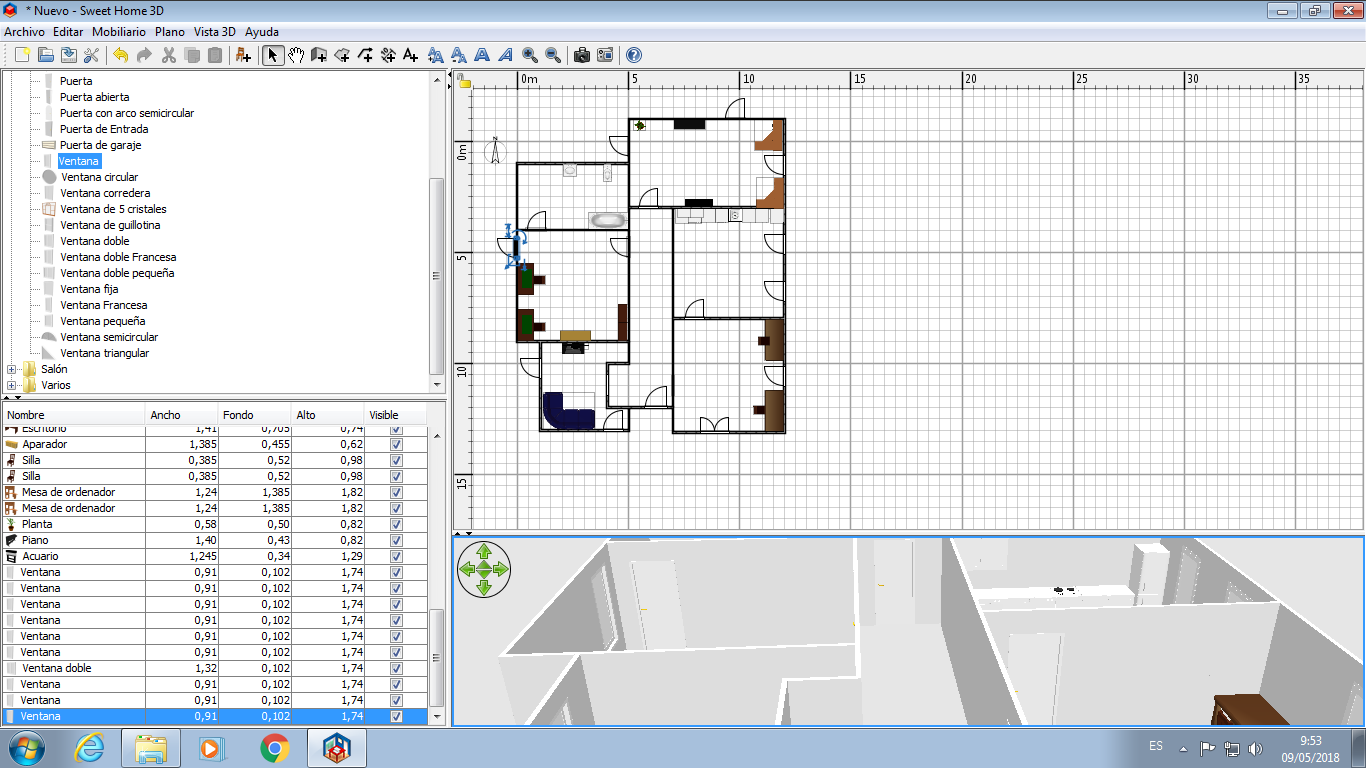 * Nuevo - Sweet Home 3D
Archivo Editar Mobiliario Plano Vista 3D Ayuda
Puerta
Puerta abierta
Puerta con arco semicircular
Puerta de Entrada
Puerta de garaje
Ventana
Ventana circular
Ventana corredera
Ventana de 5 cristales
Ventana de guillotina
Ventana doble
Ventana doble Francesa
Ventana doble pequeña
Ventana fija
Ventana Francesa
Ventana pequeña
Ventana semicircular
Ventana triangular
Salón
Varios
Nombre Ancho Fondo Alto Visible
Escritorio 1,41 0,705 0,74
Aparador 1,385 0,455 0,62
Silla 0,385 0,52 0,98
Silla 0,385 0,52 0,98
Mesa de ordenador 1,24 1,385 1,82
Mesa de ordenador 1,24 1,385 1,82
Planta 0,58 0,50 0,82
Piano 1,40 0,43 0,82
Acuario 1,245 0,34 1,29
Ventana 0,91 0,102 1,74
Ventana 0,91 0,102 1,74
Ventana 0,91 0,102 1,74
Ventana 0,91 0,102 1,74
Ventana 0,91 0,102 1,74
Ventana 0,91 0,102 1,74
Ventana doble 1,32 0,102 1,74
Ventana 0,91 0,102 1,74
Ventana 0,91 0,102 1,74
Ventana 0,91 0,102 1,74
0m 5 10 15 20 25 30 35
0m
5
10
15
N
ES
9:53
09/05/2018